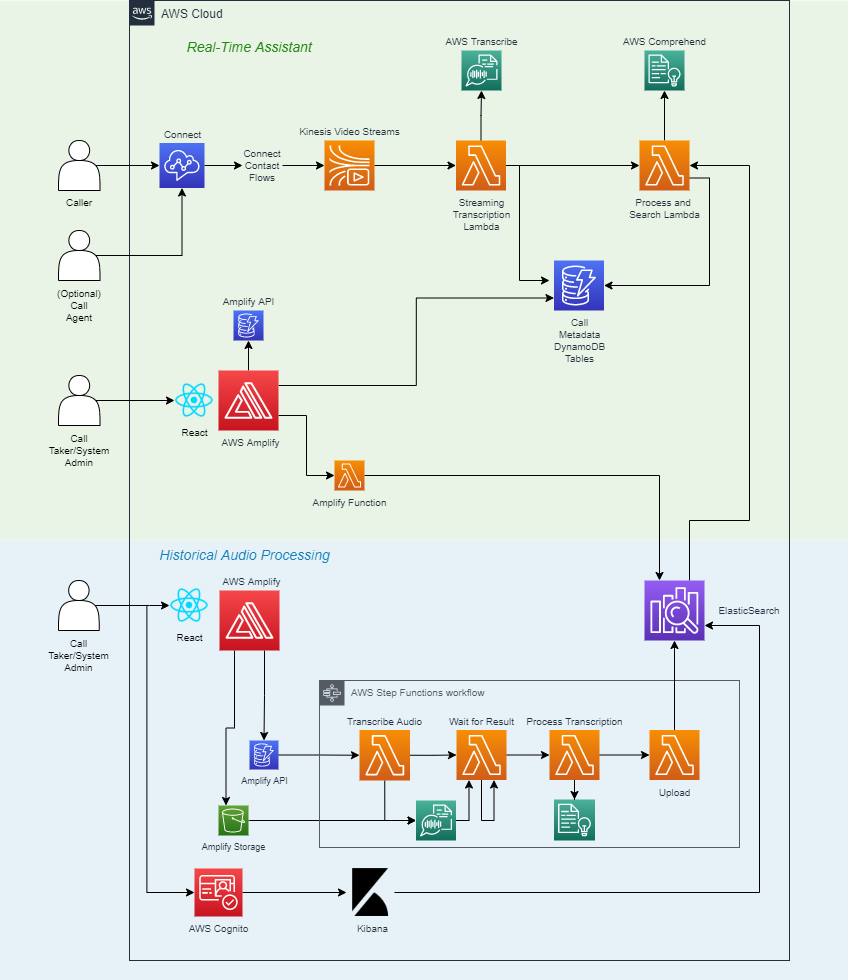 aws
AWS Cloud
Real-Time Assistant
AWS Transcribe
AWS Comprehend
Connect
Kinesis Video Streams
Connect
Contact
Flows
Caller
Streaming
Transcription
Lambda
Process and
Search Lambda
(Optional)
Call
Agent
Amplify API
Call
Metadata
DynamoDB
Tables
React
AWS Amplify
Call
Taker/System
Admin
Amplify Function
Historical Audio Processing
AWS Amplify
ElasticSearch
React
Call
Taker/System
Admin
AWS Step Functions workflow
Transcribe Audio
Wait for Result
Process Transcription
Amplify API
Upload
Amplify Storage
AWS Cognito
Kibana